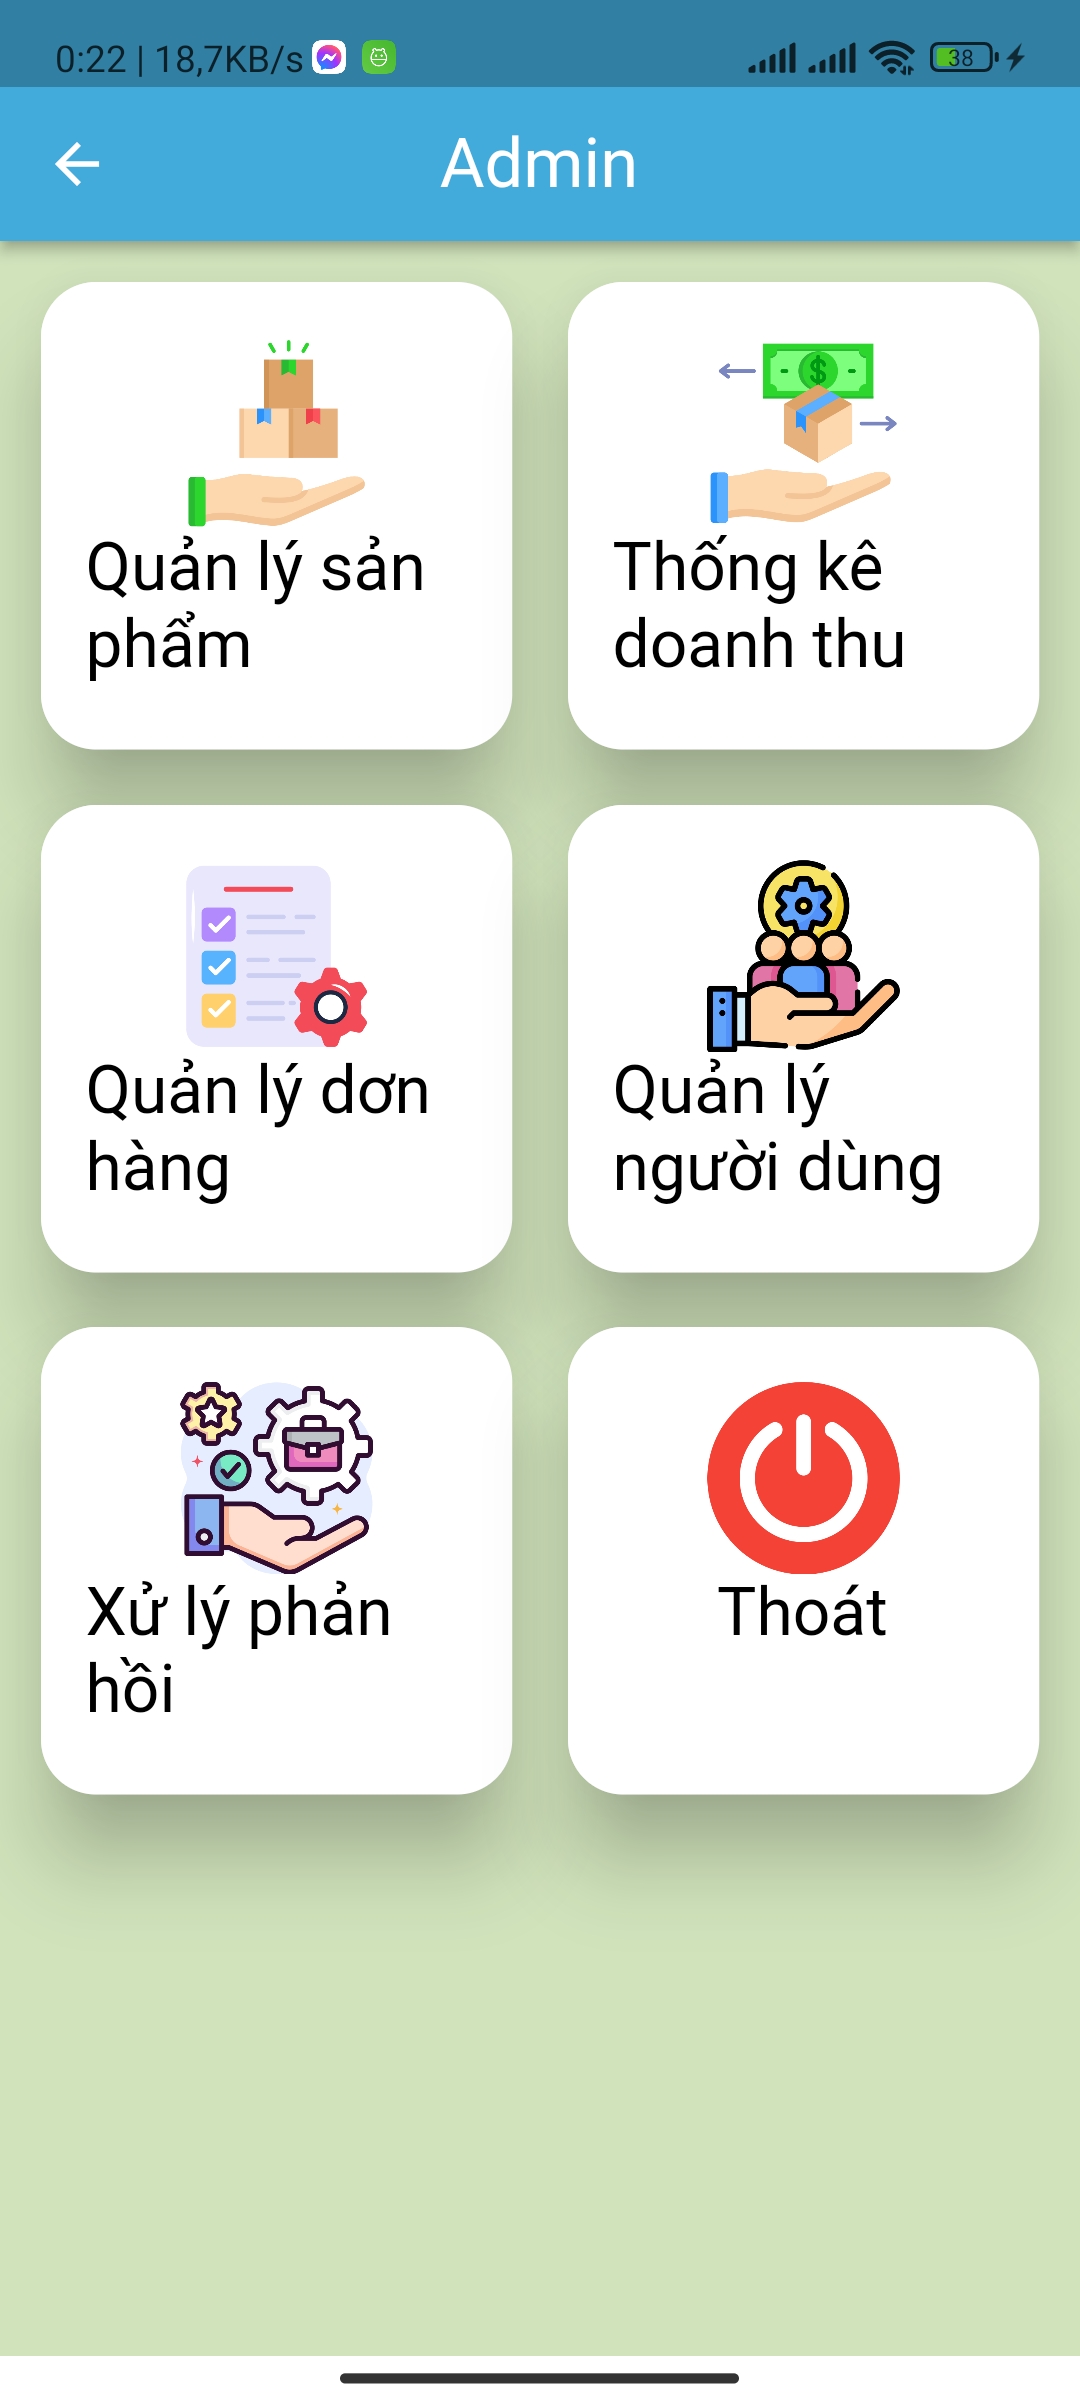 0:22 | 18,7KB/s
38
Admin
Quản lý sản
phẩm
Thống kê
doanh thu
Quản lý dơn
hàng
Quản lý
người dùng
Xử lý phản
hồi
Thoát